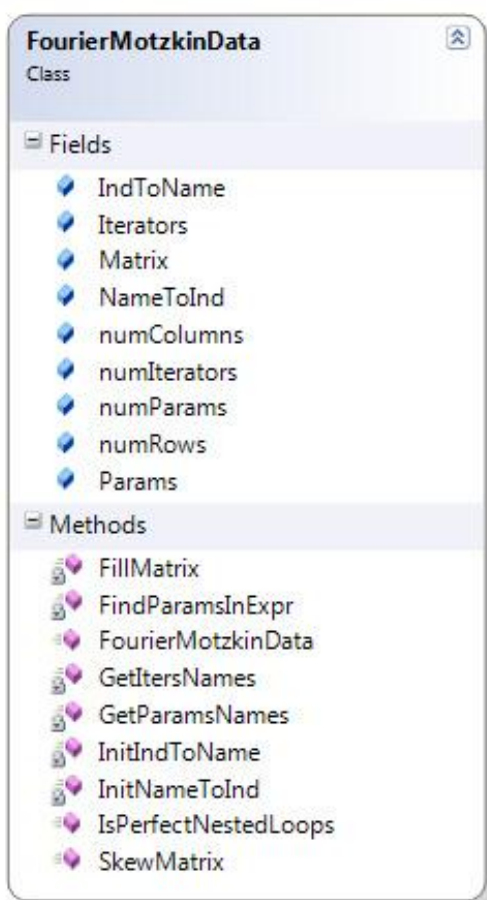 FourierMotzkinData
Class
Fields
IndToName
Iterators
Matrix
NameToInd
numColumns
numIterators
numParams
numRows
Params
Methods
FillMatrix
FindParamsInExpr
FourierMotzkinData
GetItersNames
GetParamsNames
InitIndToName
InitNameToInd
IsPerfectNestedLoops
SkewMatrix